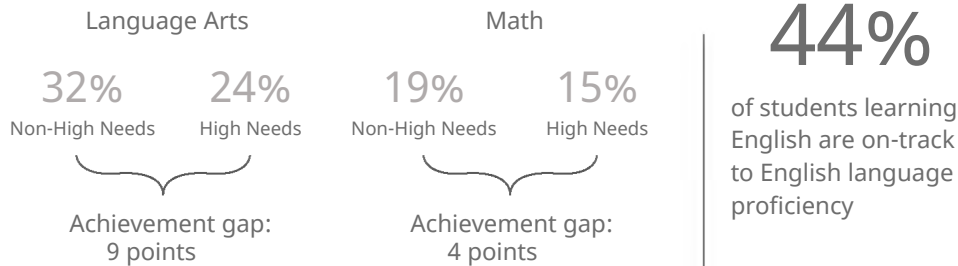 Language Arts
32%
24%
Non-High Needs
High Needs
Achievement gap:
9 points
Math
19%
15%
Non-High Needs
High Needs
Achievement gap:
4 points
44%
of students learning
English are on-track
to English language
proficiency